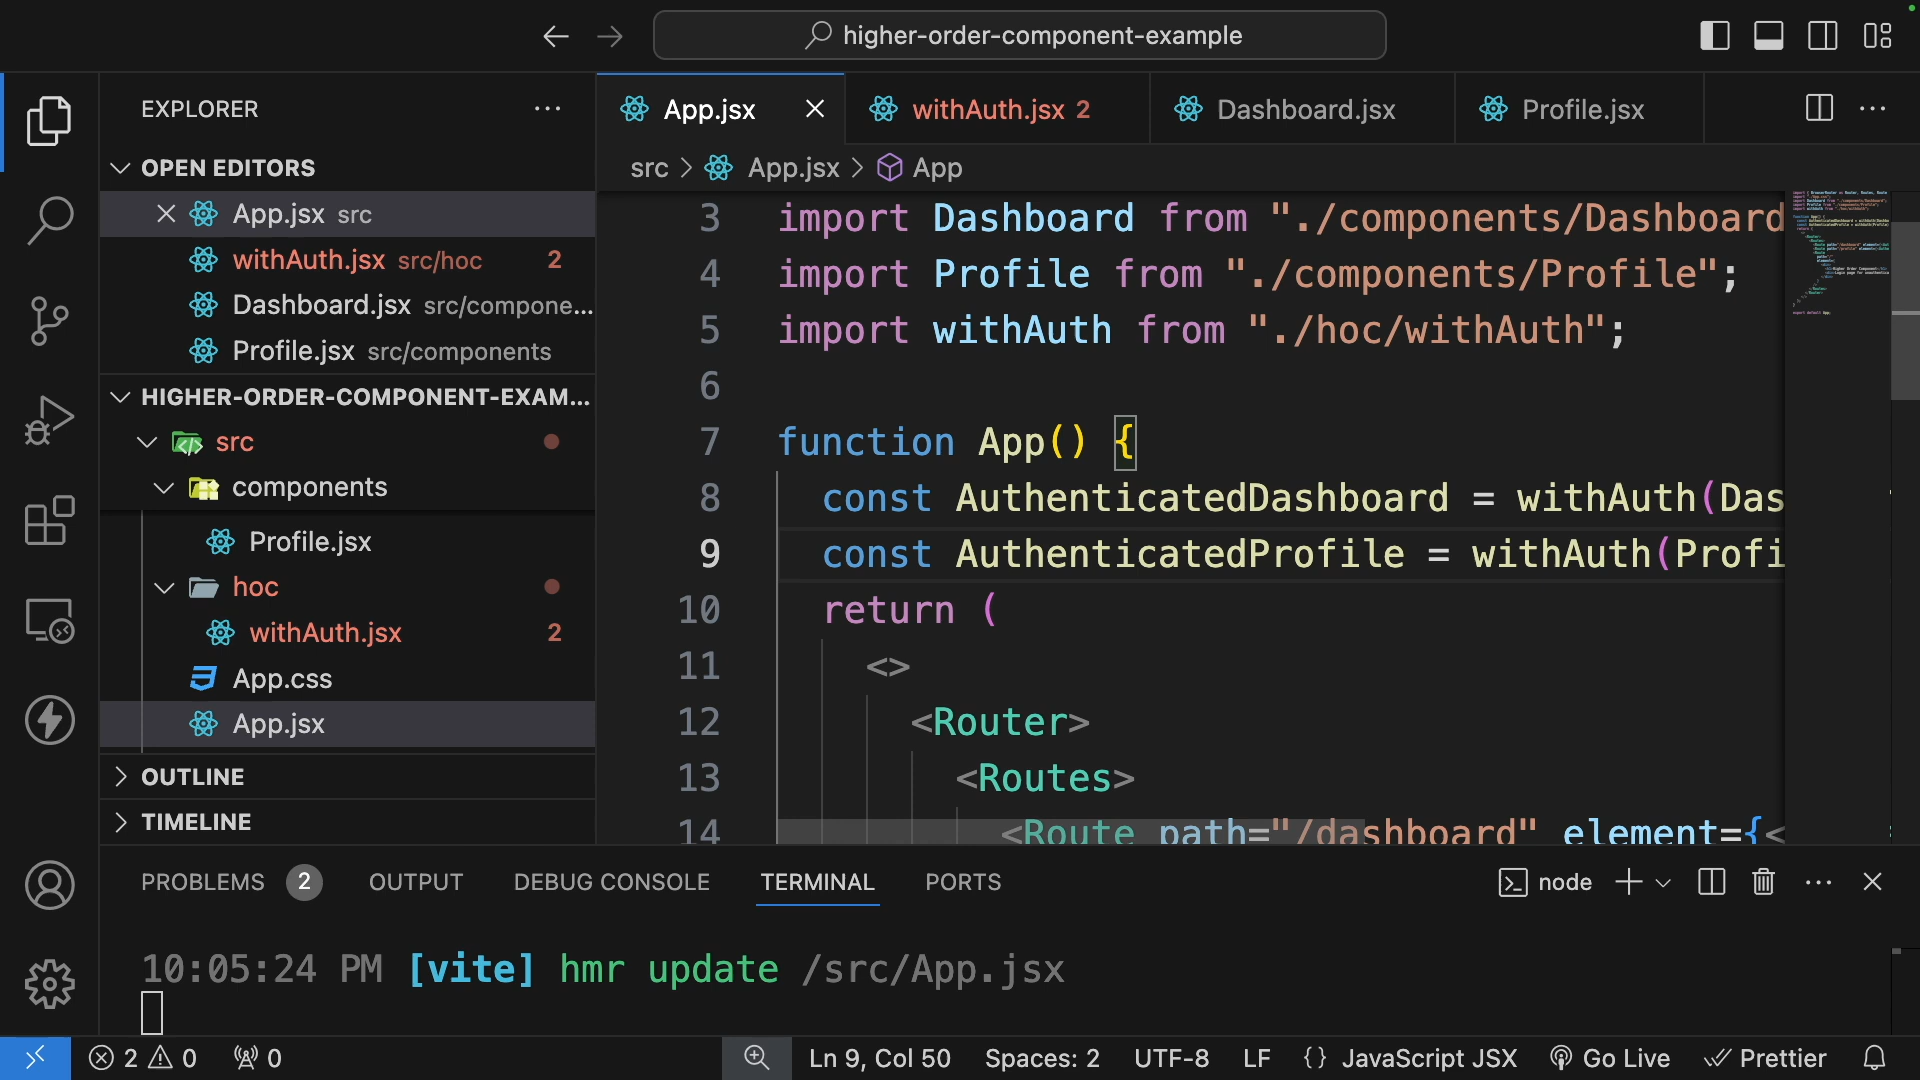 higher-order-component-example
EXPLORER
App.jsx
withAuth.jsx 2
Dashboard.jsx
Profile.jsx
OPEN EDITORS
App.jsx src
withAuth.jsx src/hoc 2
Dashboard.jsx src/compone...
Profile.jsx src/components
HIGHER-ORDER-COMPONENT-EXAM...
src
components
Profile.jsx
hoc
withAuth.jsx 2
App.css
App.jsx
OUTLINE
TIMELINE
src > App.jsx > App
3 import Dashboard from "./components/Dashboard
4 import Profile from "./components/Profile";
5 import withAuth from "./hoc/withAuth";
6
7 function App() {
8 const AuthenticatedDashboard = withAuth(Das
9 const AuthenticatedProfile = withAuth(Profi
10 return (
11 <>
12 <Router>
13 <Routes>
14 <Route path="/dashboard" element={<
PROBLEMS 2 OUTPUT DEBUG CONSOLE TERMINAL PORTS
node
10:05:24 PM [vite] hmr update /src/App.jsx
2 0 0
Ln 9, Col 50 Spaces: 2 UTF-8 LF {} JavaScript JSX Go Live Prettier